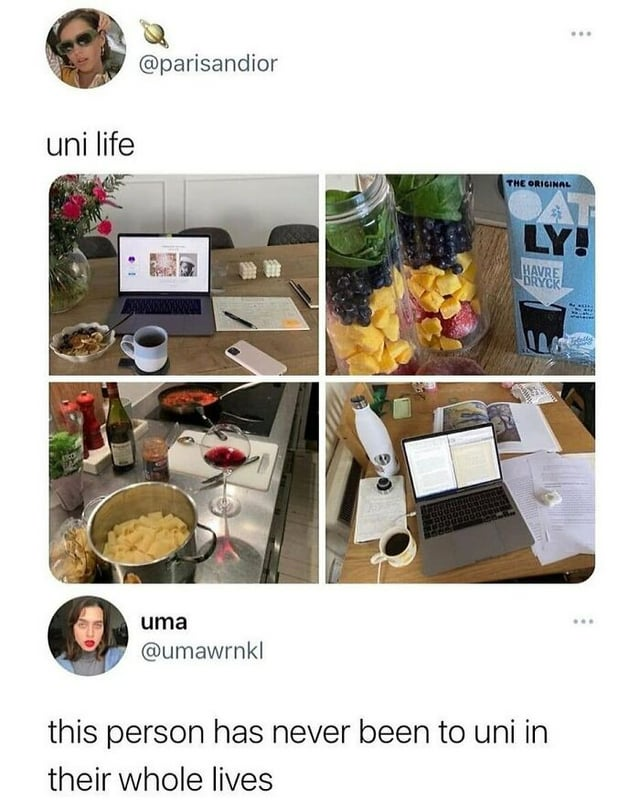 @parisandior
uni life
THE ORIGINAL
OAT
LY!
HAVRE
DRYCK
uma
@umawrnkl
this person has never been to uni in
their whole lives